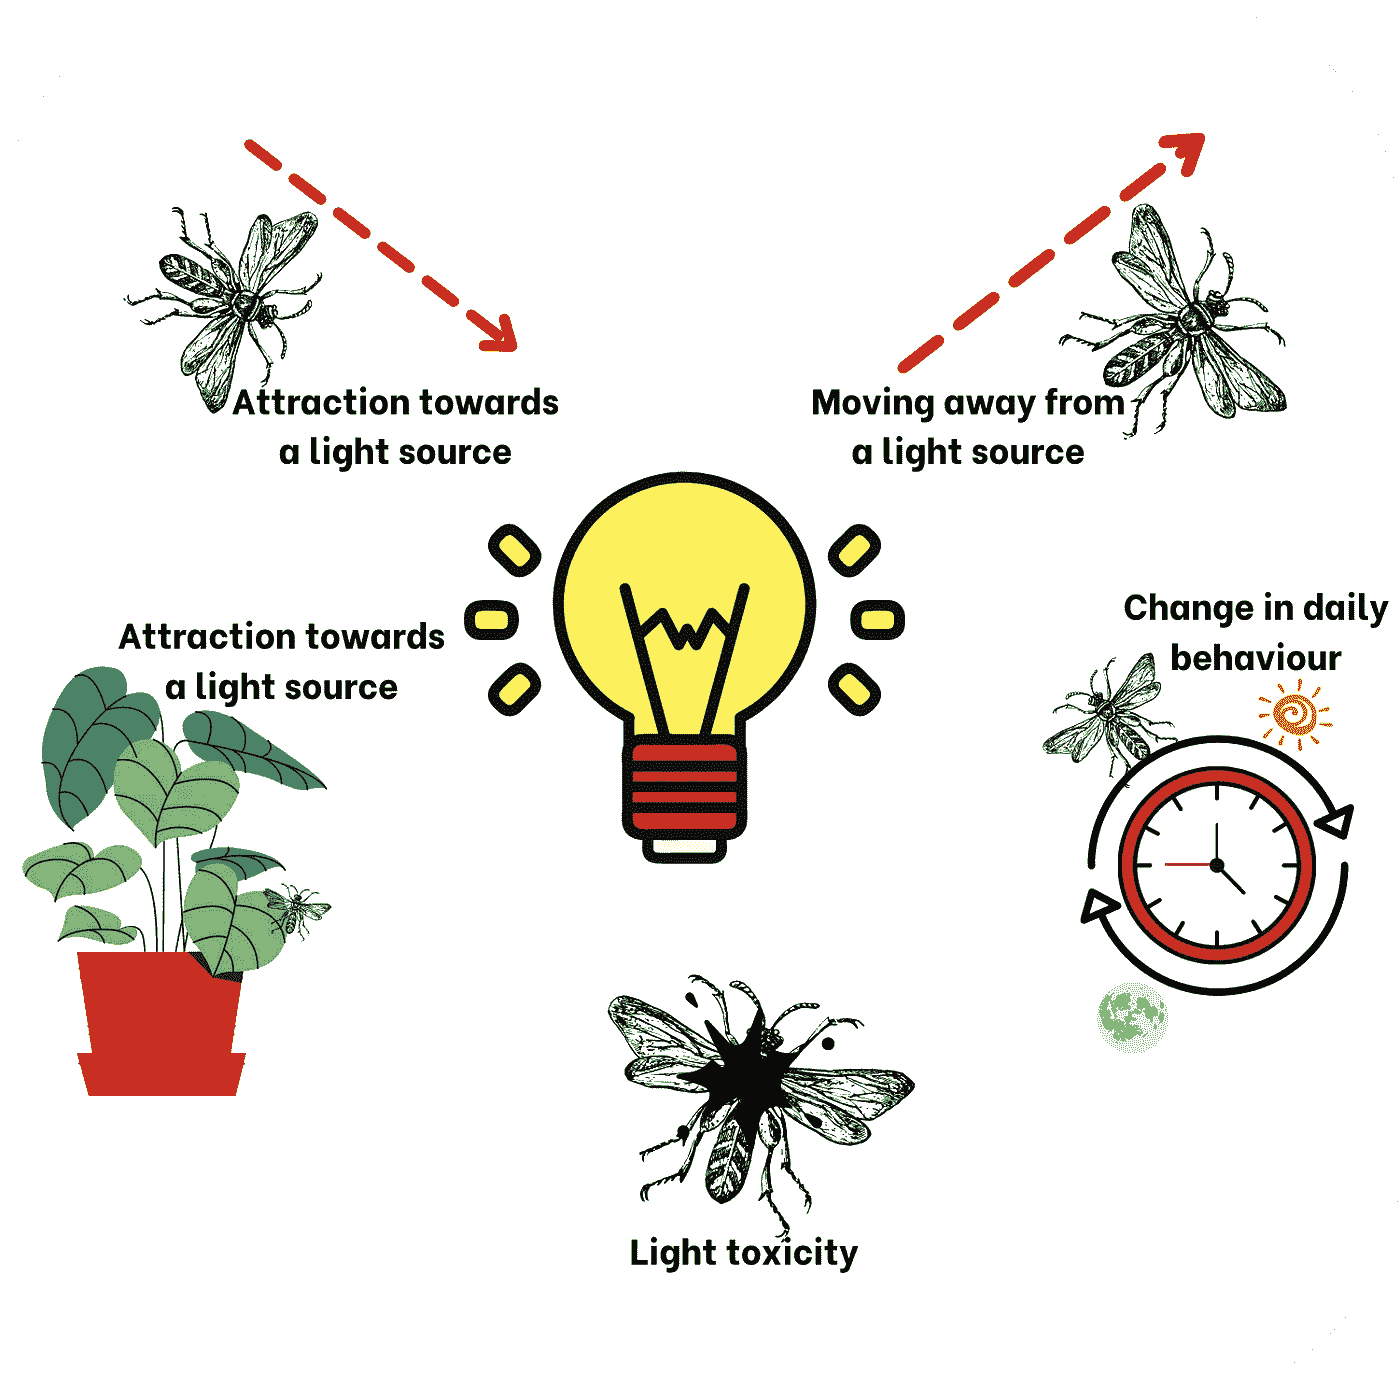 Attraction towards
a light source
Moving away from
a light source
Attraction towards
a light source
Change in daily
behaviour
Light toxicity